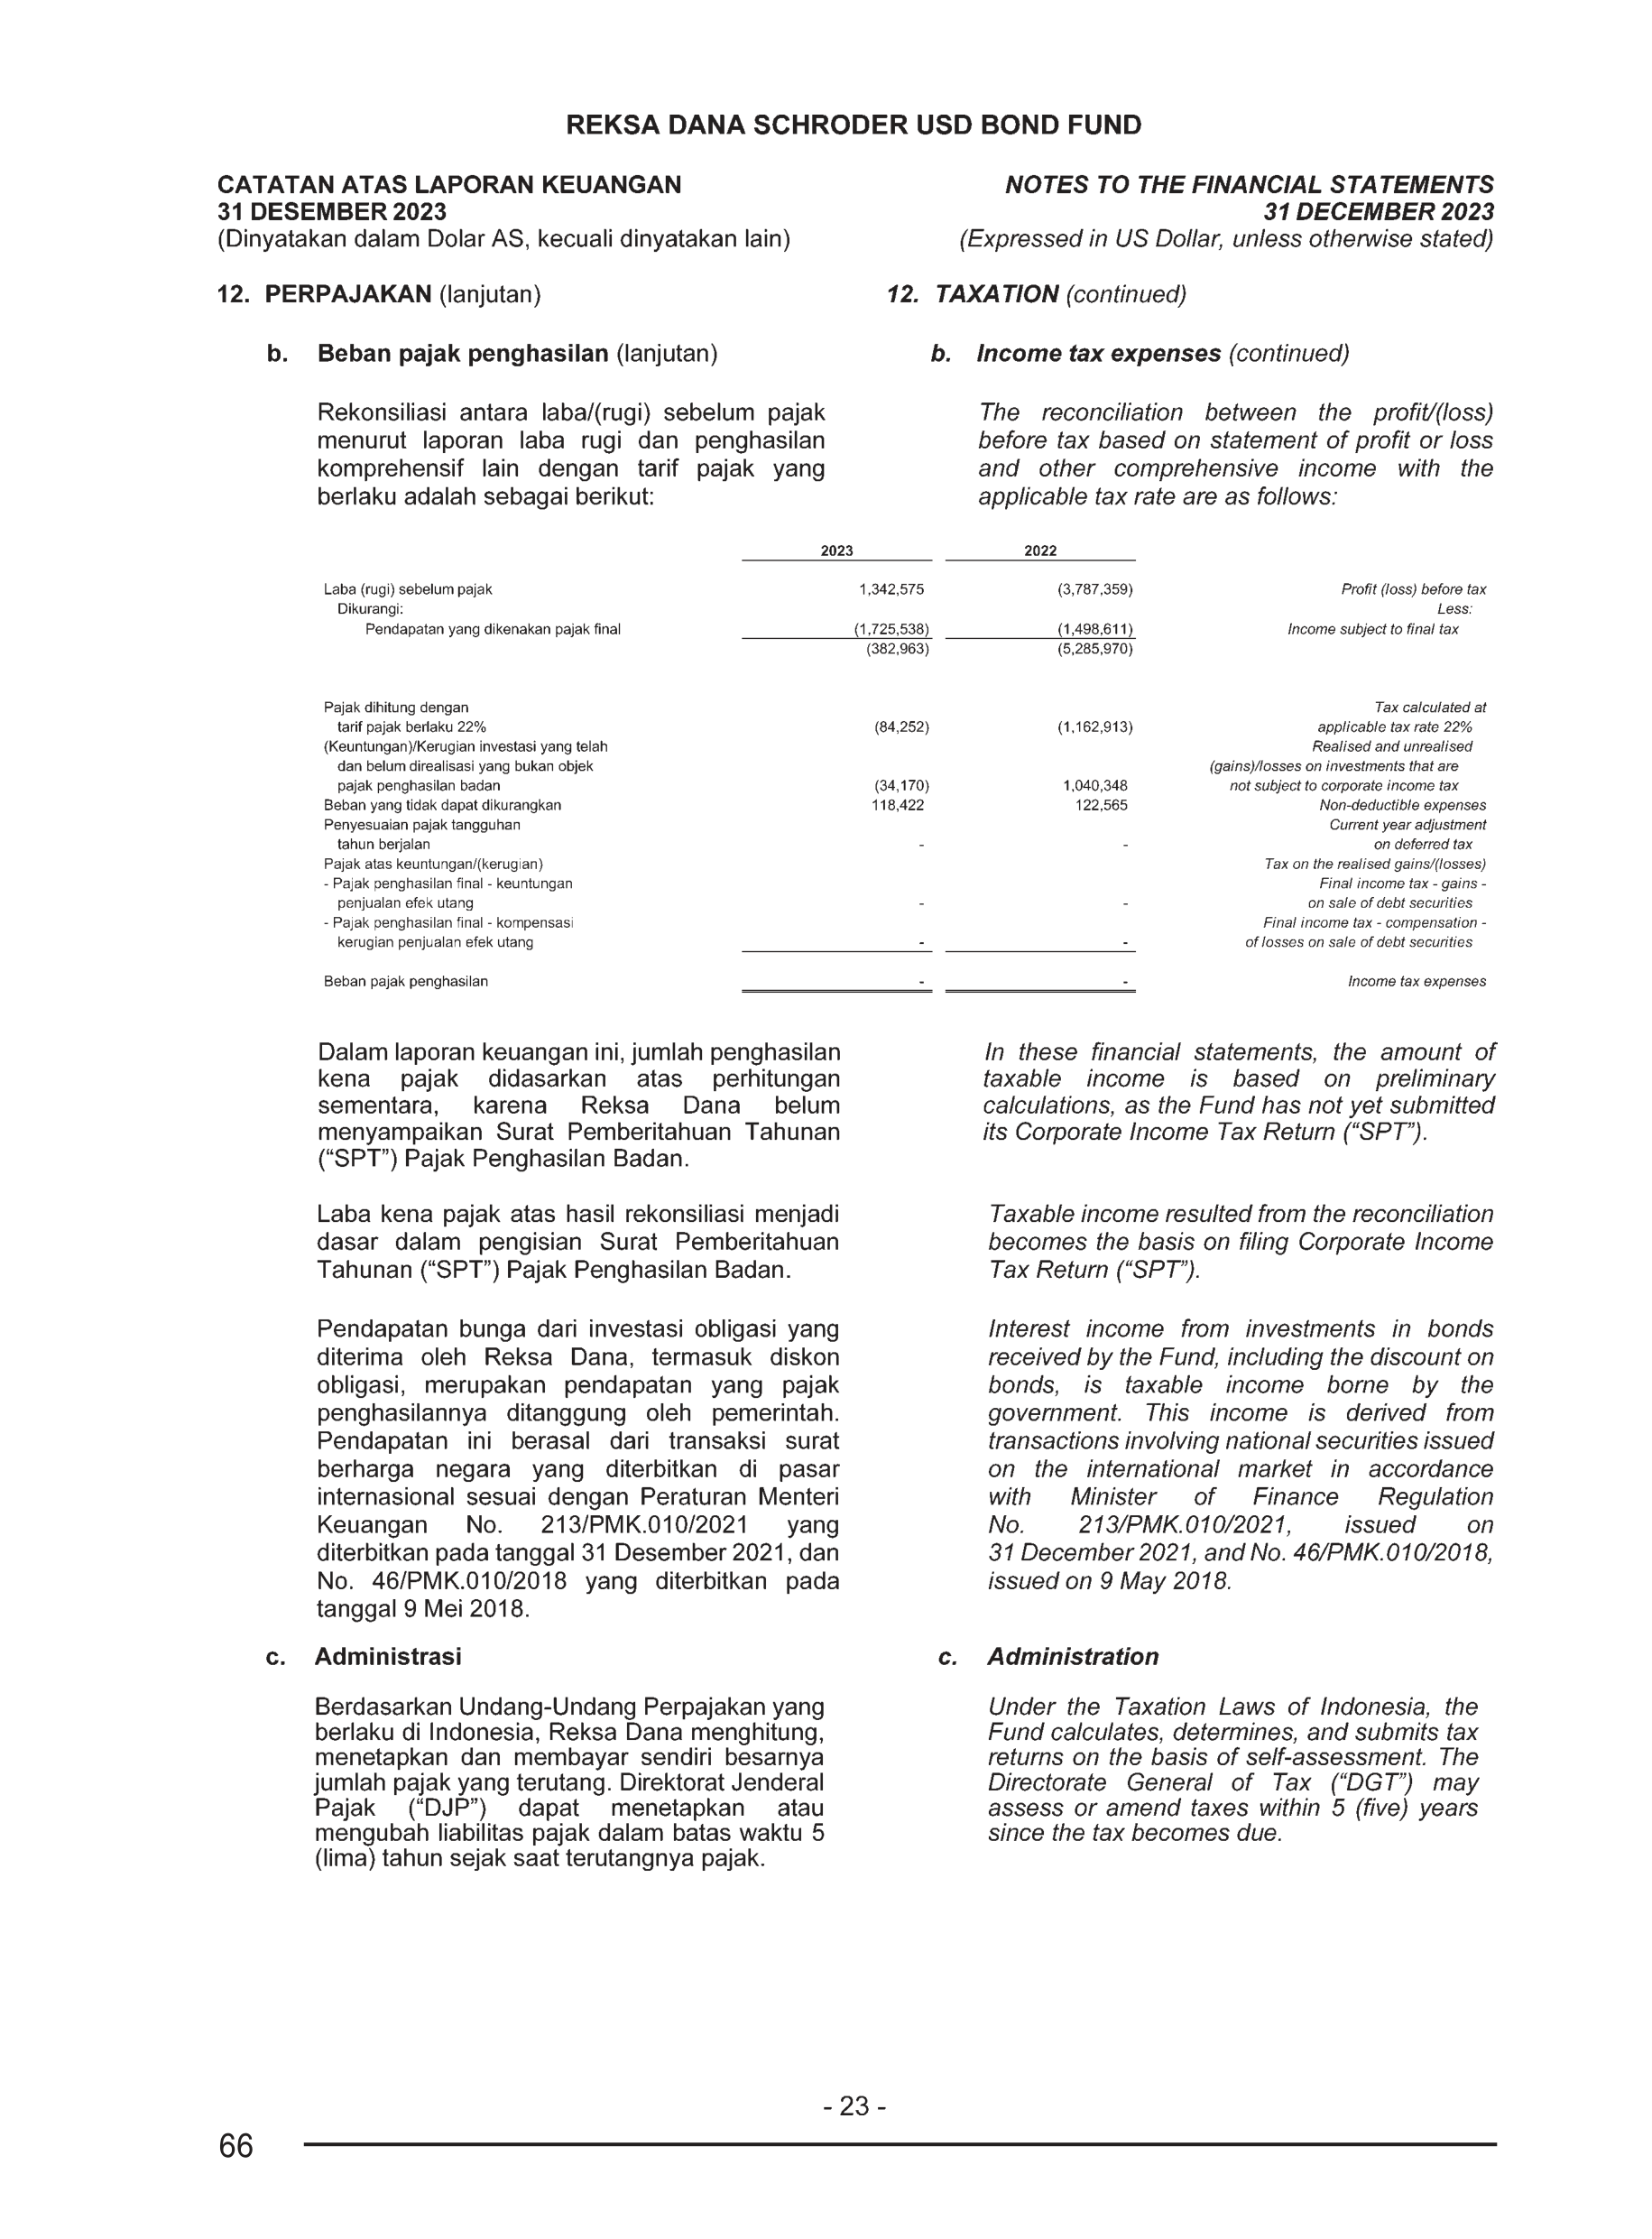 REKSA DANA SCHRODER USD BOND FUND
CATATAN ATAS LAPORAN KEUANGAN
31 DESEMBER 2023
(Dinyatakan dalam Dolar AS, kecuali dinyatakan lain)
NOTES TO THE FINANCIAL STATEMENTS
31 DECEMBER 2023
(Expressed in US Dollar, unless otherwise stated)
12. PERPAJAKAN (lanjutan)
12. TAXATION (continued)
b. Beban pajak penghasilan (lanjutan)
b. Income tax expenses (continued)
Rekonsiliasi antara laba/(rugi) sebelum pajak
menurut laporan laba rugi dan penghasilan
komprehensif lain dengan tarif pajak yang
berlaku adalah sebagai berikut:
The reconciliation between the profit/(loss)
before tax based on statement of profit or loss
and other comprehensive income with the
applicable tax rate are as follows:
2023 2022
Laba (rugi) sebelum pajak 1,342,575 (3,787,359) Profit (loss) before tax
Dikurangi: Less:
Pendapatan yang dikenakan pajak final (1,725,538) (1,498,611) Income subject to final tax
(382,963) (5,285,970)
Pajak dihitung dengan Tax calculated at
tarif pajak berlaku 22% (84,252) (1,162,913) applicable tax rate 22%
(Keuntungan)/Kerugian investasi yang telah Realised and unrealised
dan belum direalisasi yang bukan objek (gains)/losses on investments that are
pajak penghasilan badan (34,170) 1,040,348 not subject to corporate income tax
Beban yang tidak dapat dikurangkan 118,422 122,565 Non-deductible expenses
Penyesuaian pajak tangguhan Current year adjustment
tahun berjalan - - on deferred tax
Pajak atas keuntungan/(kerugian) Tax on the realised gains/(losses)
- Pajak penghasilan final - keuntungan Final income tax - gains -
penjualan efek utang - - on sale of debt securities
- Pajak penghasilan final - kompensasi Final income tax - compensation -
kerugian penjualan efek utang - - of losses on sale of debt securities
Beban pajak penghasilan - - Income tax expenses
Dalam laporan keuangan ini, jumlah penghasilan
kena pajak didasarkan atas perhitungan
sementara, karena Reksa Dana belum
menyampaikan Surat Pemberitahuan Tahunan
(“SPT”) Pajak Penghasilan Badan.
In these financial statements, the amount of
taxable income is based on preliminary
calculations, as the Fund has not yet submitted
its Corporate Income Tax Return (“SPT”).
Laba kena pajak atas hasil rekonsiliasi menjadi
dasar dalam pengisian Surat Pemberitahuan
Tahunan (“SPT”) Pajak Penghasilan Badan.
Taxable income resulted from the reconciliation
becomes the basis on filing Corporate Income
Tax Return (“SPT”).
Pendapatan bunga dari investasi obligasi yang
diterima oleh Reksa Dana, termasuk diskon
obligasi, merupakan pendapatan yang pajak
penghasilannya ditanggung oleh pemerintah.
Pendapatan ini berasal dari transaksi surat
berharga negara yang diterbitkan di pasar
internasional sesuai dengan Peraturan Menteri
Keuangan No. 213/PMK.010/2021 yang
diterbitkan pada tanggal 31 Desember 2021, dan
No. 46/PMK.010/2018 yang diterbitkan pada
tanggal 9 Mei 2018.
Interest income from investments in bonds
received by the Fund, including the discount on
bonds, is taxable income borne by the
government. This income is derived from
transactions involving national securities issued
on the international market in accordance
with Minister of Finance Regulation
No. 213/PMK.010/2021, issued on
31 December 2021, and No. 46/PMK.010/2018,
issued on 9 May 2018.
c. Administrasi
c. Administration
Berdasarkan Undang-Undang Perpajakan yang
berlaku di Indonesia, Reksa Dana menghitung,
menetapkan dan membayar sendiri besarnya
jumlah pajak yang terutang. Direktorat Jenderal
Pajak (“DJP”) dapat menetapkan atau
mengubah liabilitas pajak dalam batas waktu 5
(lima) tahun sejak saat terutangnya pajak.
Under the Taxation Laws of Indonesia, the
Fund calculates, determines, and submits tax
returns on the basis of self-assessment. The
Directorate General of Tax (“DGT”) may
assess or amend taxes within 5 (five) years
since the tax becomes due.
- 23 -
66